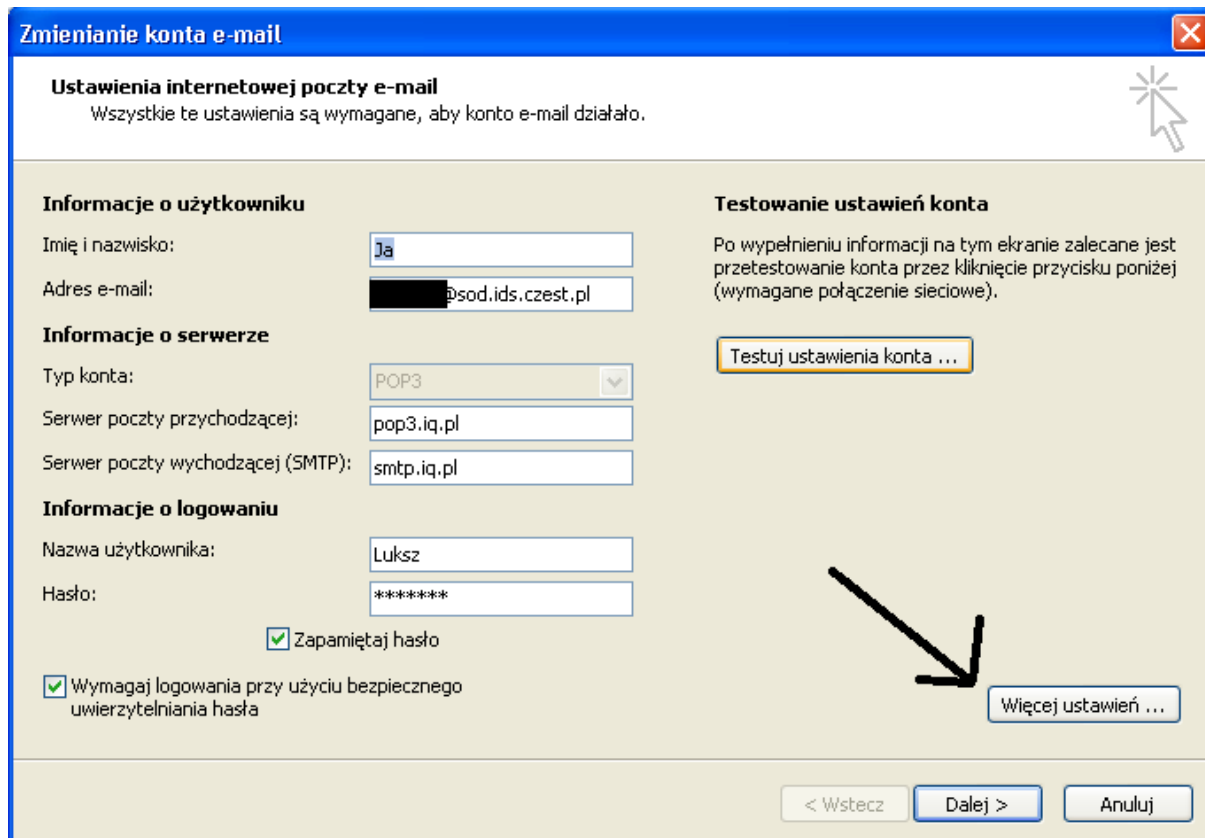 Zmienianie konta e-mail
Ustawienia internetowej poczty e-mail
Wszystkie te ustawienia są wymagane, aby konto e-mail działało.
Informacje o użytkowniku
Imię i nazwisko:
Ja
Adres e-mail:
@sod.ids.czest.pl
Informacje o serwerze
Typ konta:
POP3
Serwer poczty przychodzącej:
pop3.iq.pl
Serwer poczty wychodzącej (SMTP):
smtp.iq.pl
Informacje o logowaniu
Nazwa użytkownika:
Luksz
Hasło:
*******
Zapamiętaj hasło
Wymagaj logowania przy użyciu bezpiecznego
uwierzytelniania hasła
Testowanie ustawień konta
Po wypełnieniu informacji na tym ekranie zalecane jest
przetestowanie konta przez kliknięcie przycisku poniżej
(wymagane połączenie sieciowe).
Testuj ustawienia konta ...
Więcej ustawień ...
< Wstecz
Dalej >
Anuluj